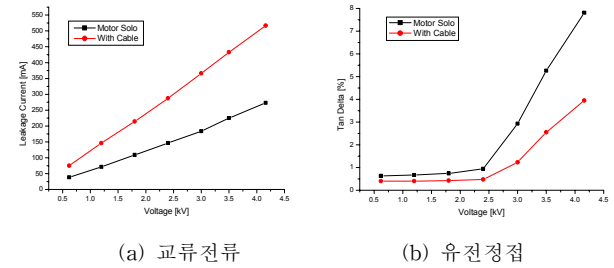 Motor Solo
With Cable
Leakage Current [mA]
550
500
450
400
350
300
250
200
150
100
50
0
0.0 0.5 1.0 1.5 2.0 2.5 3.0 3.5 4.0 4.5
Voltage [kV]
(a) 교류전류
Motor Solo
With Cable
Tan Delta [%]
8
7
6
5
4
3
2
1
0
0.0 0.5 1.0 1.5 2.0 2.5 3.0 3.5 4.0 4.5
Voltage [kV]
(b) 유전정접